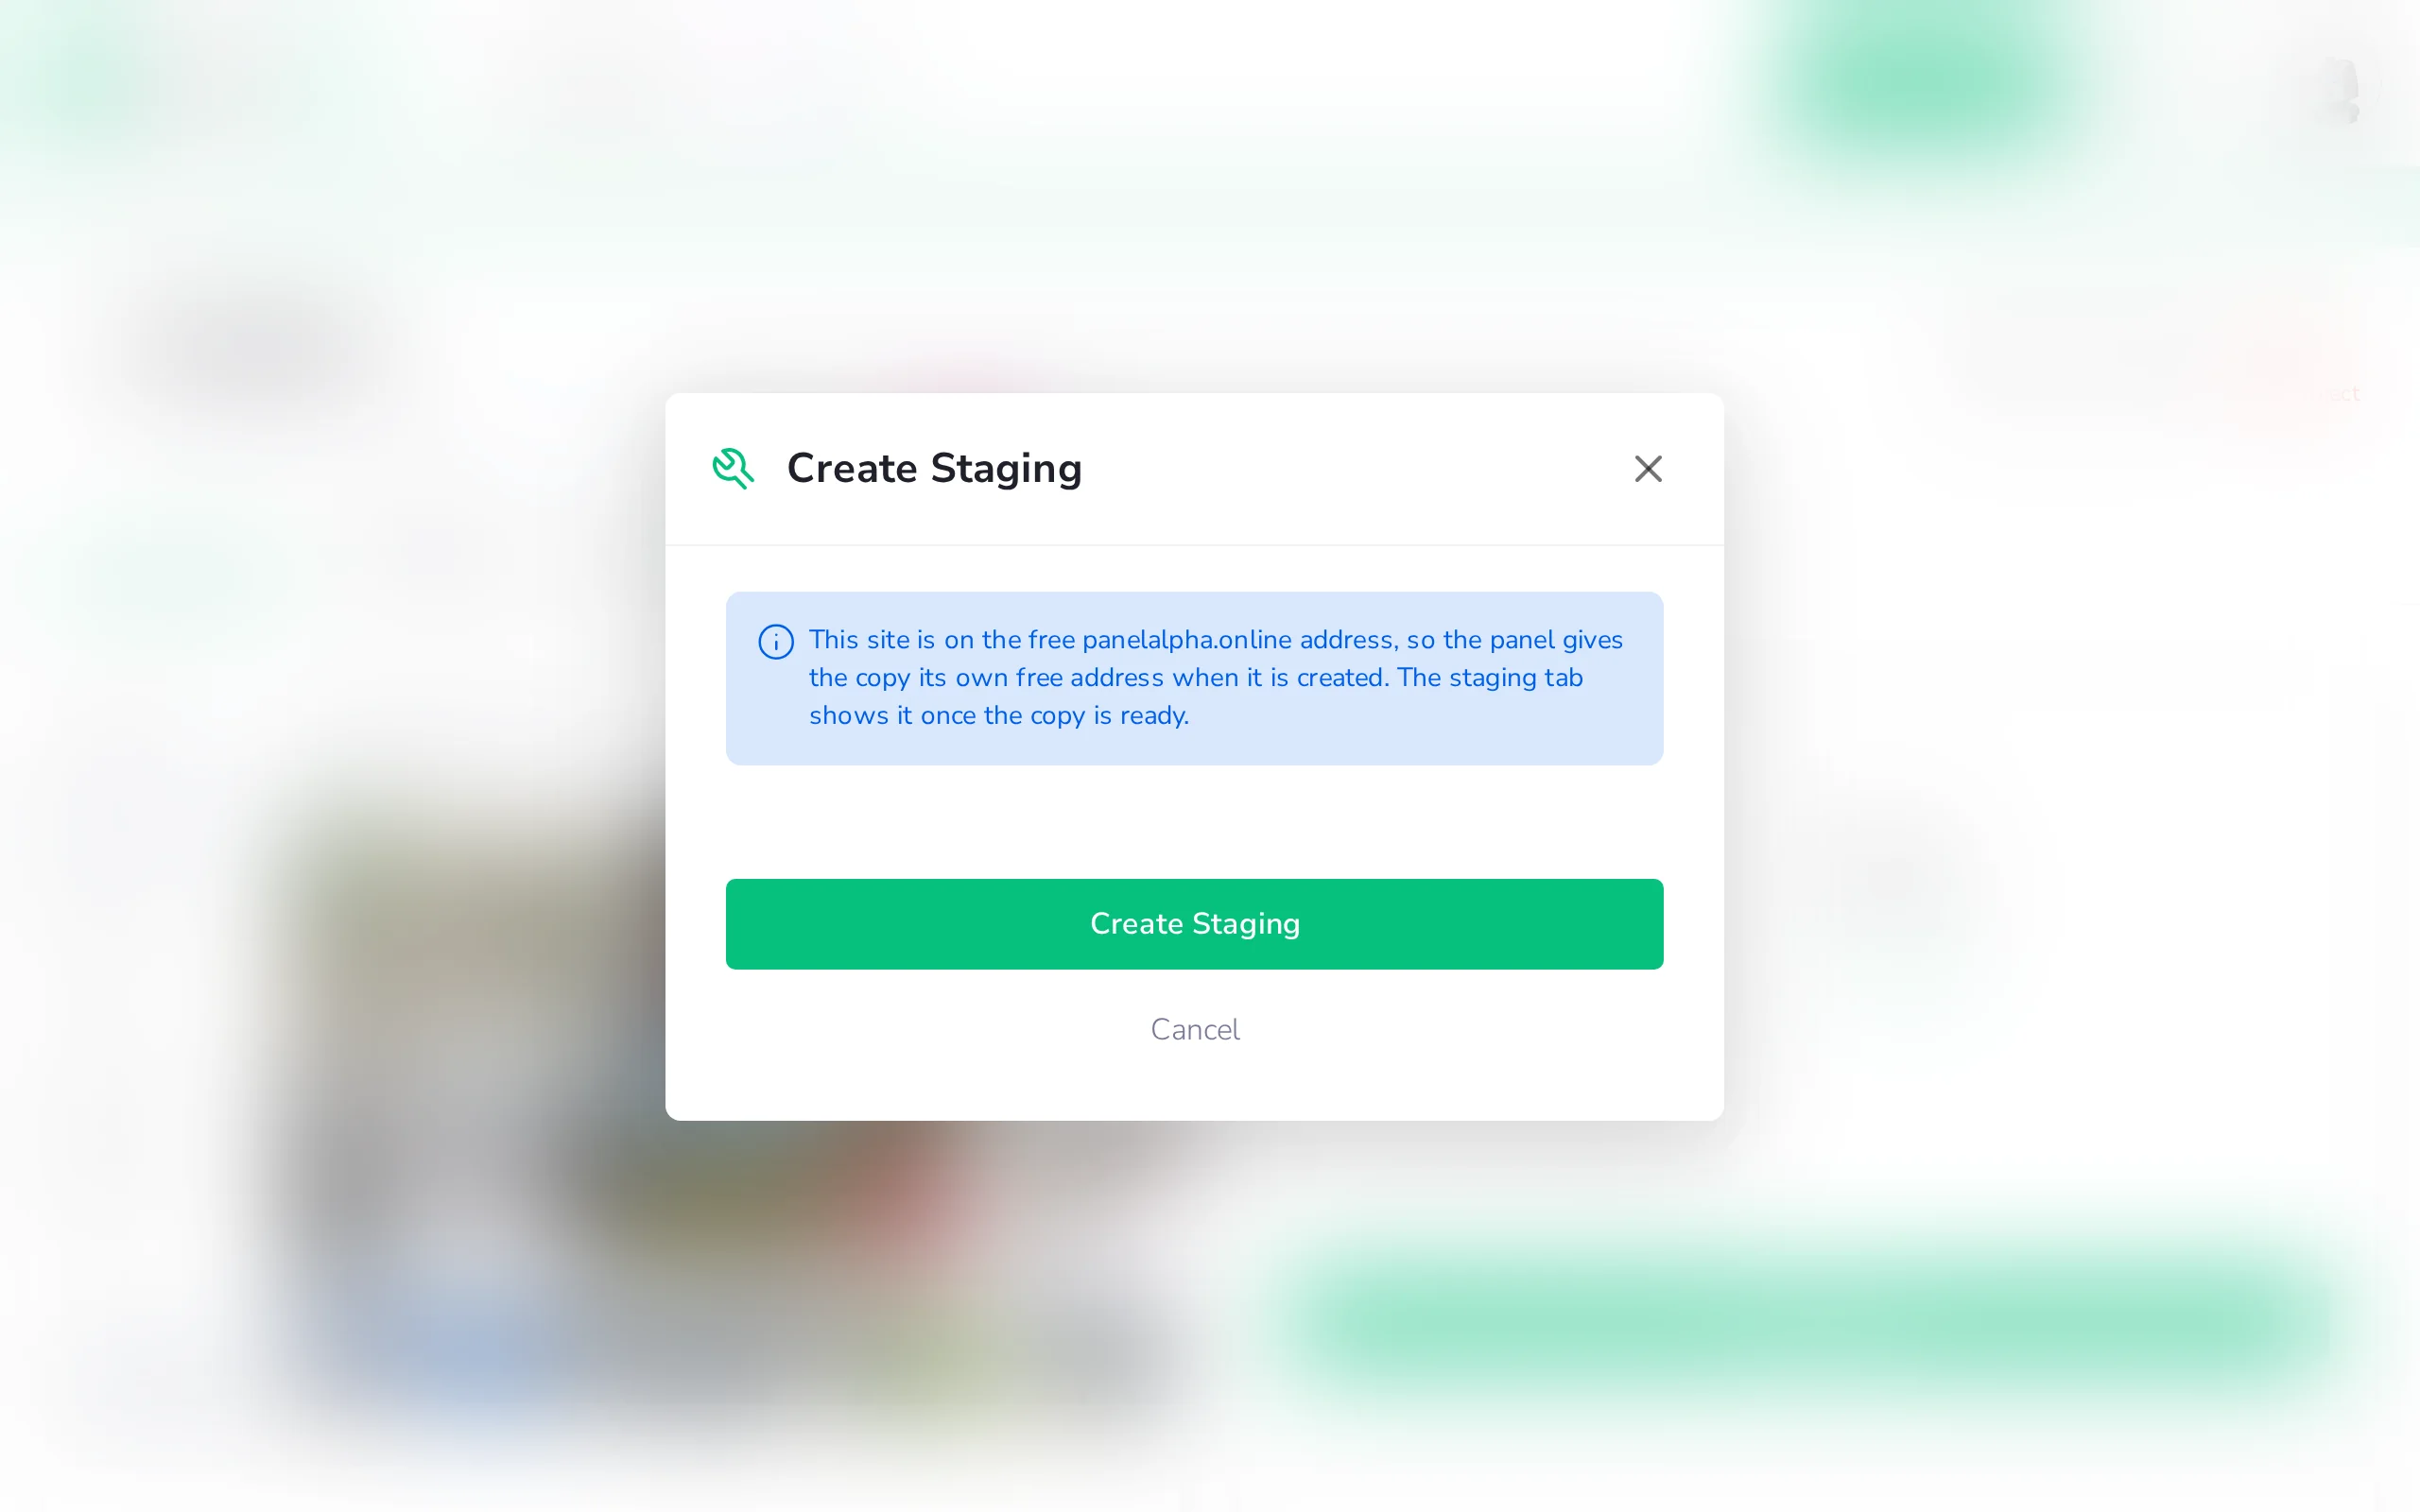 Create Staging
This site is on the free panelalpha.online address, so the panel gives
the copy its own free address when it is created. The staging tab
shows it once the copy is ready.
Create Staging
Cancel